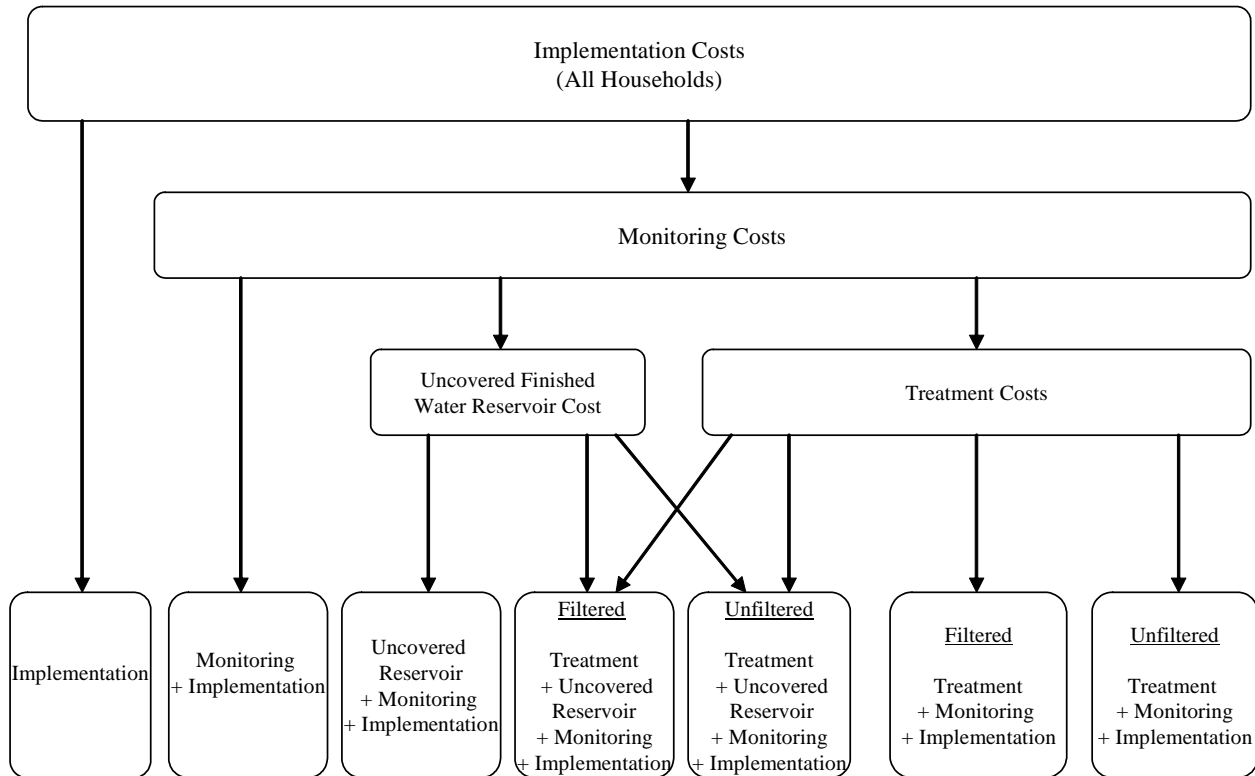 Implementation Costs
(All Households)
Monitoring Costs
Uncovered Finished
Water Reservoir Cost
Treatment Costs
Implementation
Monitoring
+ Implementation
Uncovered
Reservoir
+ Monitoring
+ Implementation
Filtered
Treatment
+ Uncovered
Reservoir
+ Monitoring
+ Implementation
Unfiltered
Treatment
+ Uncovered
Reservoir
+ Monitoring
+ Implementation
Filtered
Treatment
+ Monitoring
+ Implementation
Unfiltered
Treatment
+ Monitoring
+ Implementation